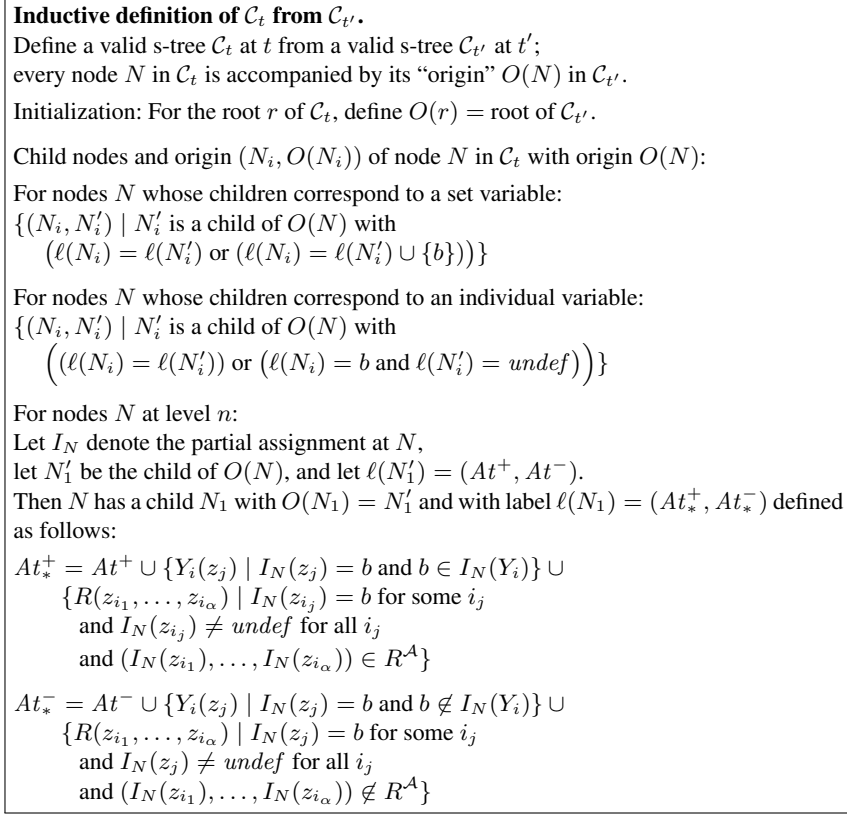 Inductive definition of 𝒞ₜ from 𝒞ₜ′.
Define a valid s-tree 𝒞ₜ at t from a valid s-tree 𝒞ₜ′ at t′;
every node N in 𝒞ₜ is accompanied by its “origin” O(N) in 𝒞ₜ′.
Initialization: For the root r of 𝒞ₜ, define O(r) = root of 𝒞ₜ′.
Child nodes and origin (N_i, O(N_i)) of node N in 𝒞ₜ with origin O(N):
For nodes N whose children correspond to a set variable:
{(N_i, N′_i) | N′_i is a child of O(N) with
(ℓ(N_i) = ℓ(N′_i) or (ℓ(N_i) = ℓ(N′_i) ∪ {b}))}
For nodes N whose children correspond to an individual variable:
{(N_i, N′_i) | N′_i is a child of O(N) with
((ℓ(N_i) = ℓ(N′_i)) or (ℓ(N_i) = b and ℓ(N′_i) = undef))}
For nodes N at level n:
Let I_N denote the partial assignment at N,
let N′_1 be the child of O(N), and let ℓ(N′_1) = (At⁺, At⁻).
Then N has a child N_1 with O(N_1) = N′_1 and with label ℓ(N_1) = (At⁺_*, At⁻_*) defined
as follows:
At⁺_* = At⁺ ∪ {Y_i(z_j) | I_N(z_j) = b and b ∈ I_N(Y_i)} ∪
{R(z_{i_1}, . . . , z_{i_α}) | I_N(z_{i_j}) = b for some i_j
and I_N(z_{i_j}) ≠ undef for all i_j
and (I_N(z_{i_1}), . . . , I_N(z_{i_α})) ∈ R^𝒜}
At⁻_* = At⁻ ∪ {Y_i(z_j) | I_N(z_j) = b and b ∉ I_N(Y_i)} ∪
{R(z_{i_1}, . . . , z_{i_α}) | I_N(z_j) = b for some i_j
and I_N(z_j) ≠ undef for all i_j
and (I_N(z_{i_1}), . . . , I_N(z_{i_α})) ∉ R^𝒜}